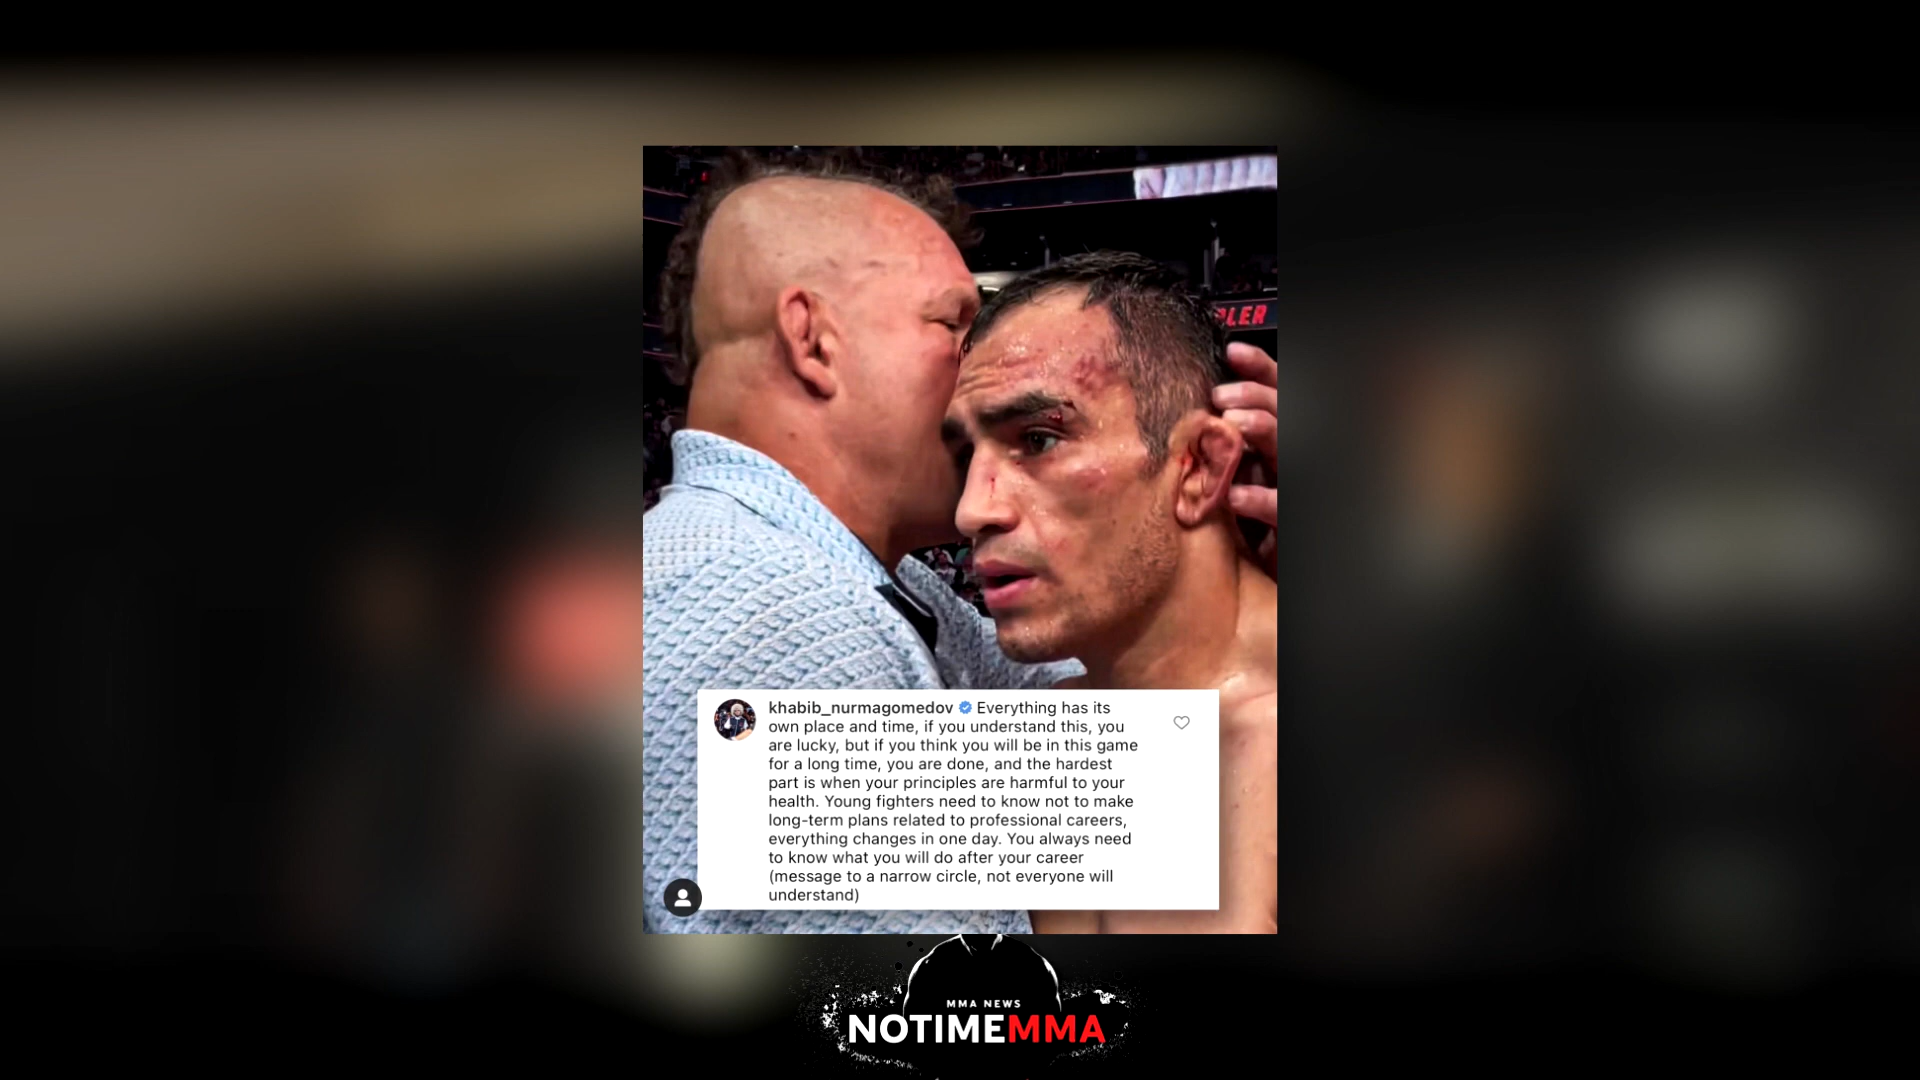 LER
khabib_nurmagomedov Everything has its
own place and time, if you understand this, you
are lucky, but if you think you will be in this game
for a long time, you are done, and the hardest
part is when your principles are harmful to your
health. Young fighters need to know not to make
long-term plans related to professional careers,
everything changes in one day. You always need
to know what you will do after your career
(message to a narrow circle, not everyone will
understand)
MMA NEWS
NOTIMEMMA